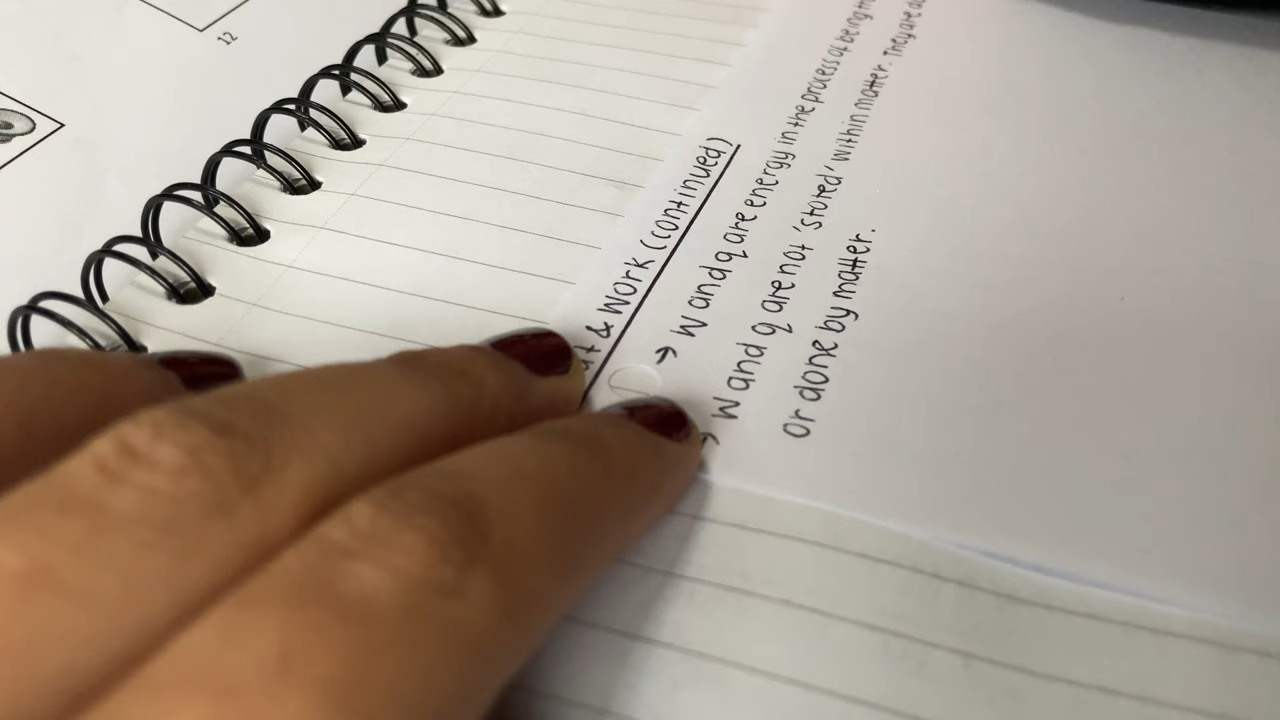 & Work (continued)
→ W and q are energy in the process of being
W and q are not 'stored' within matter. They are
or done by matter.
12